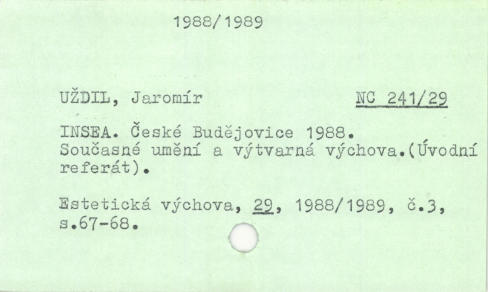 1988/1989
UŽDIL, Jaromír NC 241/29
INSEA. České Budějovice 1988.
Současné umění a výtvarná výchova.(Úvodní
referát).
Estetická výchova, 29, 1988/1989, č.3,
s.67-68.